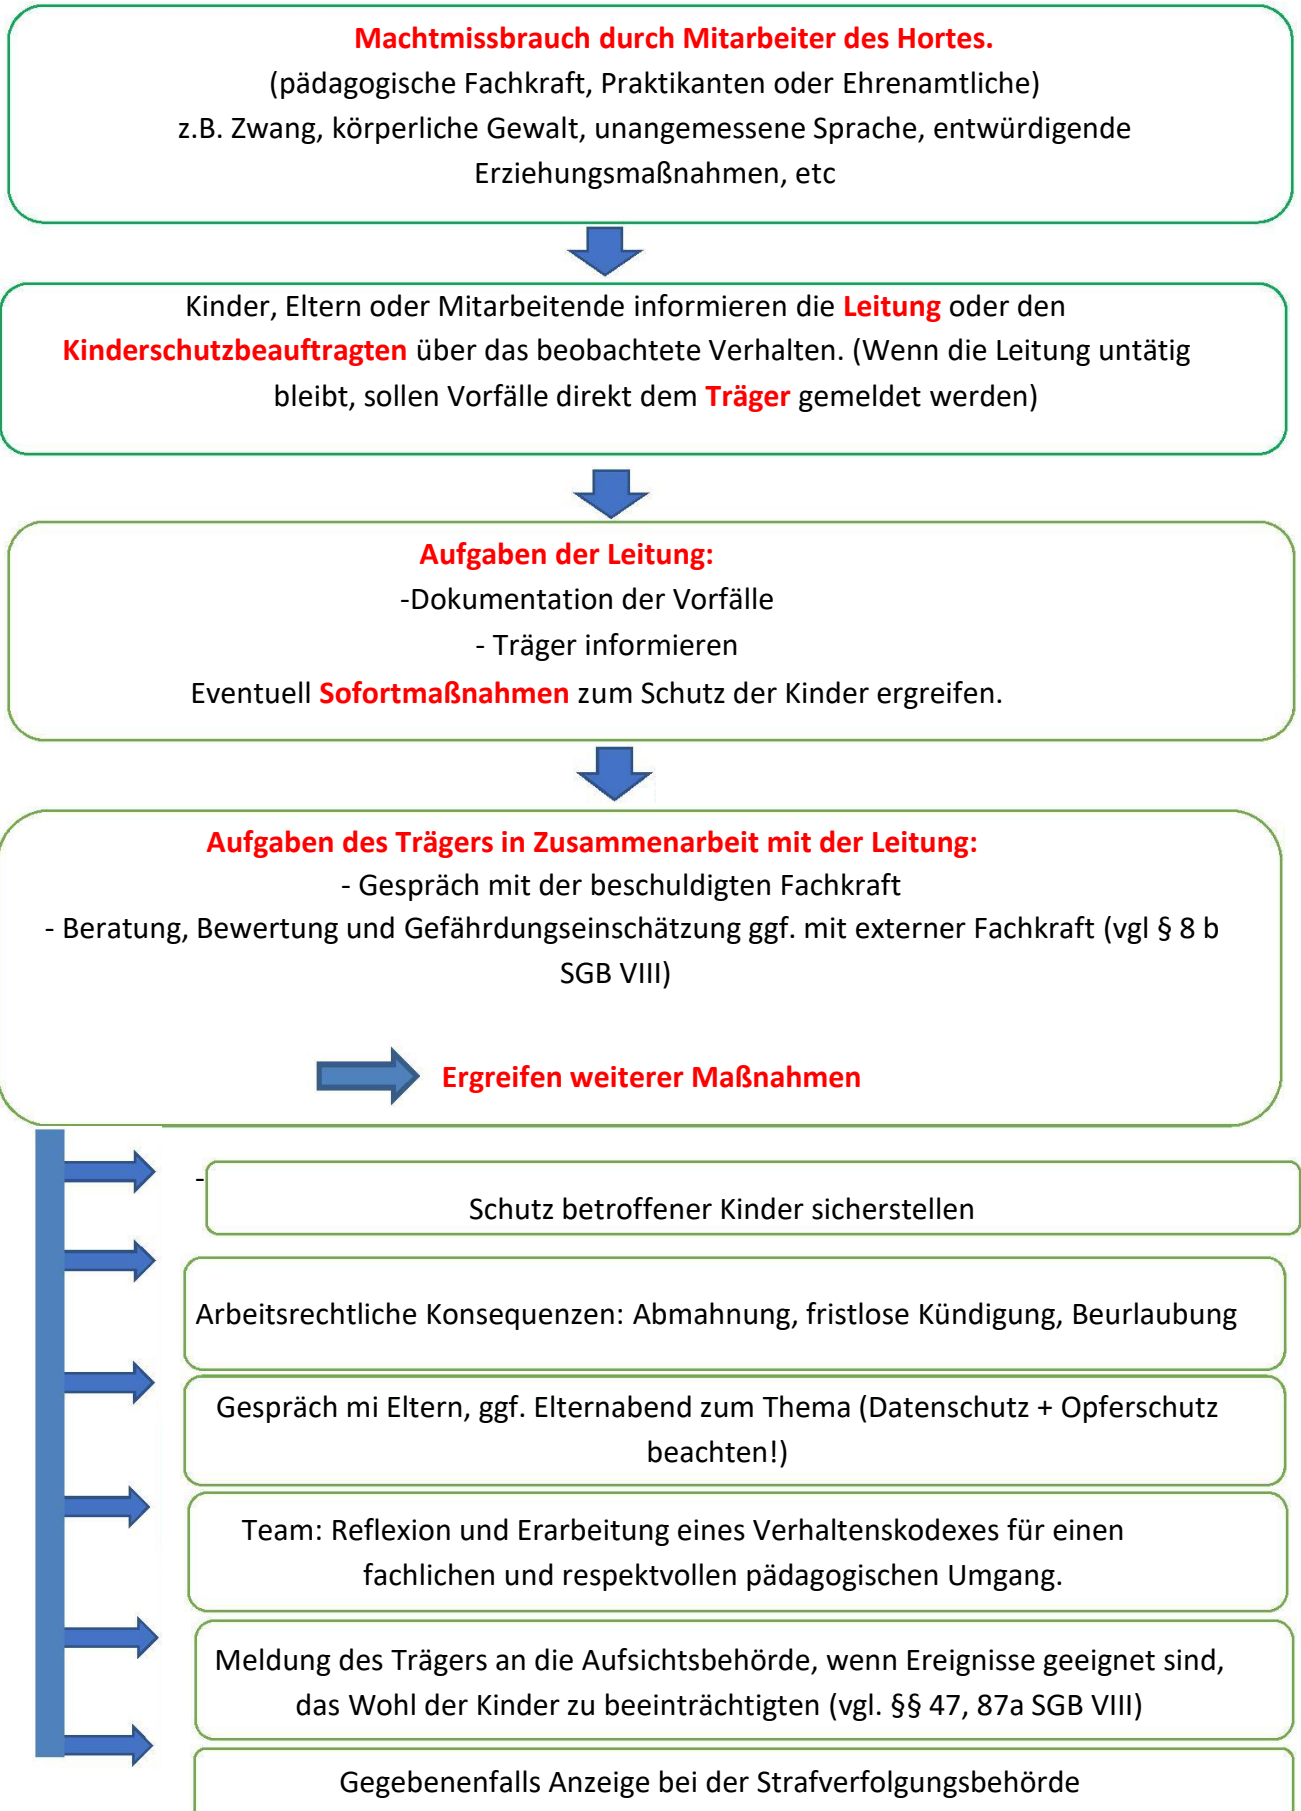 Machtmissbrauch durch Mitarbeiter des Hortes.
(pädagogische Fachkraft, Praktikanten oder Ehrenamtliche)
z.B. Zwang, körperliche Gewalt, unangemessene Sprache, entwürdigende
Erziehungsmaßnahmen, etc
Kinder, Eltern oder Mitarbeitende informieren die Leitung oder den
Kinderschutzbeauftragten über das beobachtete Verhalten. (Wenn die Leitung untätig
bleibt, sollen Vorfälle direkt dem Träger gemeldet werden)
Aufgaben der Leitung:
-Dokumentation der Vorfälle
- Träger informieren
Eventuell Sofortmaßnahmen zum Schutz der Kinder ergreifen.
Aufgaben des Trägers in Zusammenarbeit mit der Leitung:
- Gespräch mit der beschuldigten Fachkraft
- Beratung, Bewertung und Gefährdungseinschätzung ggf. mit externer Fachkraft (vgl § 8 b
SGB VIII)
Ergreifen weiterer Maßnahmen
-
Schutz betroffener Kinder sicherstellen
Arbeitsrechtliche Konsequenzen: Abmahnung, fristlose Kündigung, Beurlaubung
Gespräch mi Eltern, ggf. Elternabend zum Thema (Datenschutz + Opferschutz
beachten!)
Team: Reflexion und Erarbeitung eines Verhaltenskodexes für einen
fachlichen und respektvollen pädagogischen Umgang.
Meldung des Trägers an die Aufsichtsbehörde, wenn Ereignisse geeignet sind,
das Wohl der Kinder zu beeinträchtigten (vgl. §§ 47, 87a SGB VIII)
Gegebenenfalls Anzeige bei der Strafverfolgungsbehörde